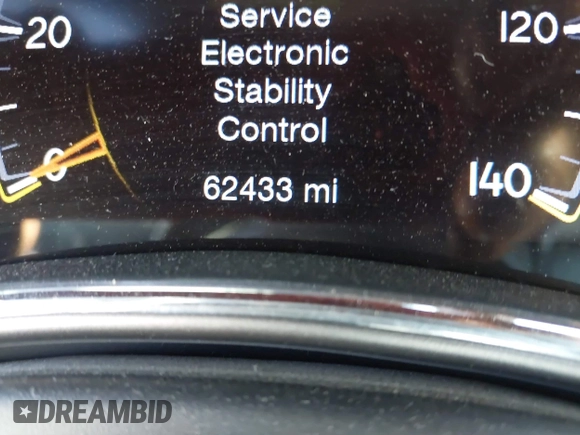 20
Service
120
Electronic
Stability
Control
0
62433 mi
140
DREAMBID